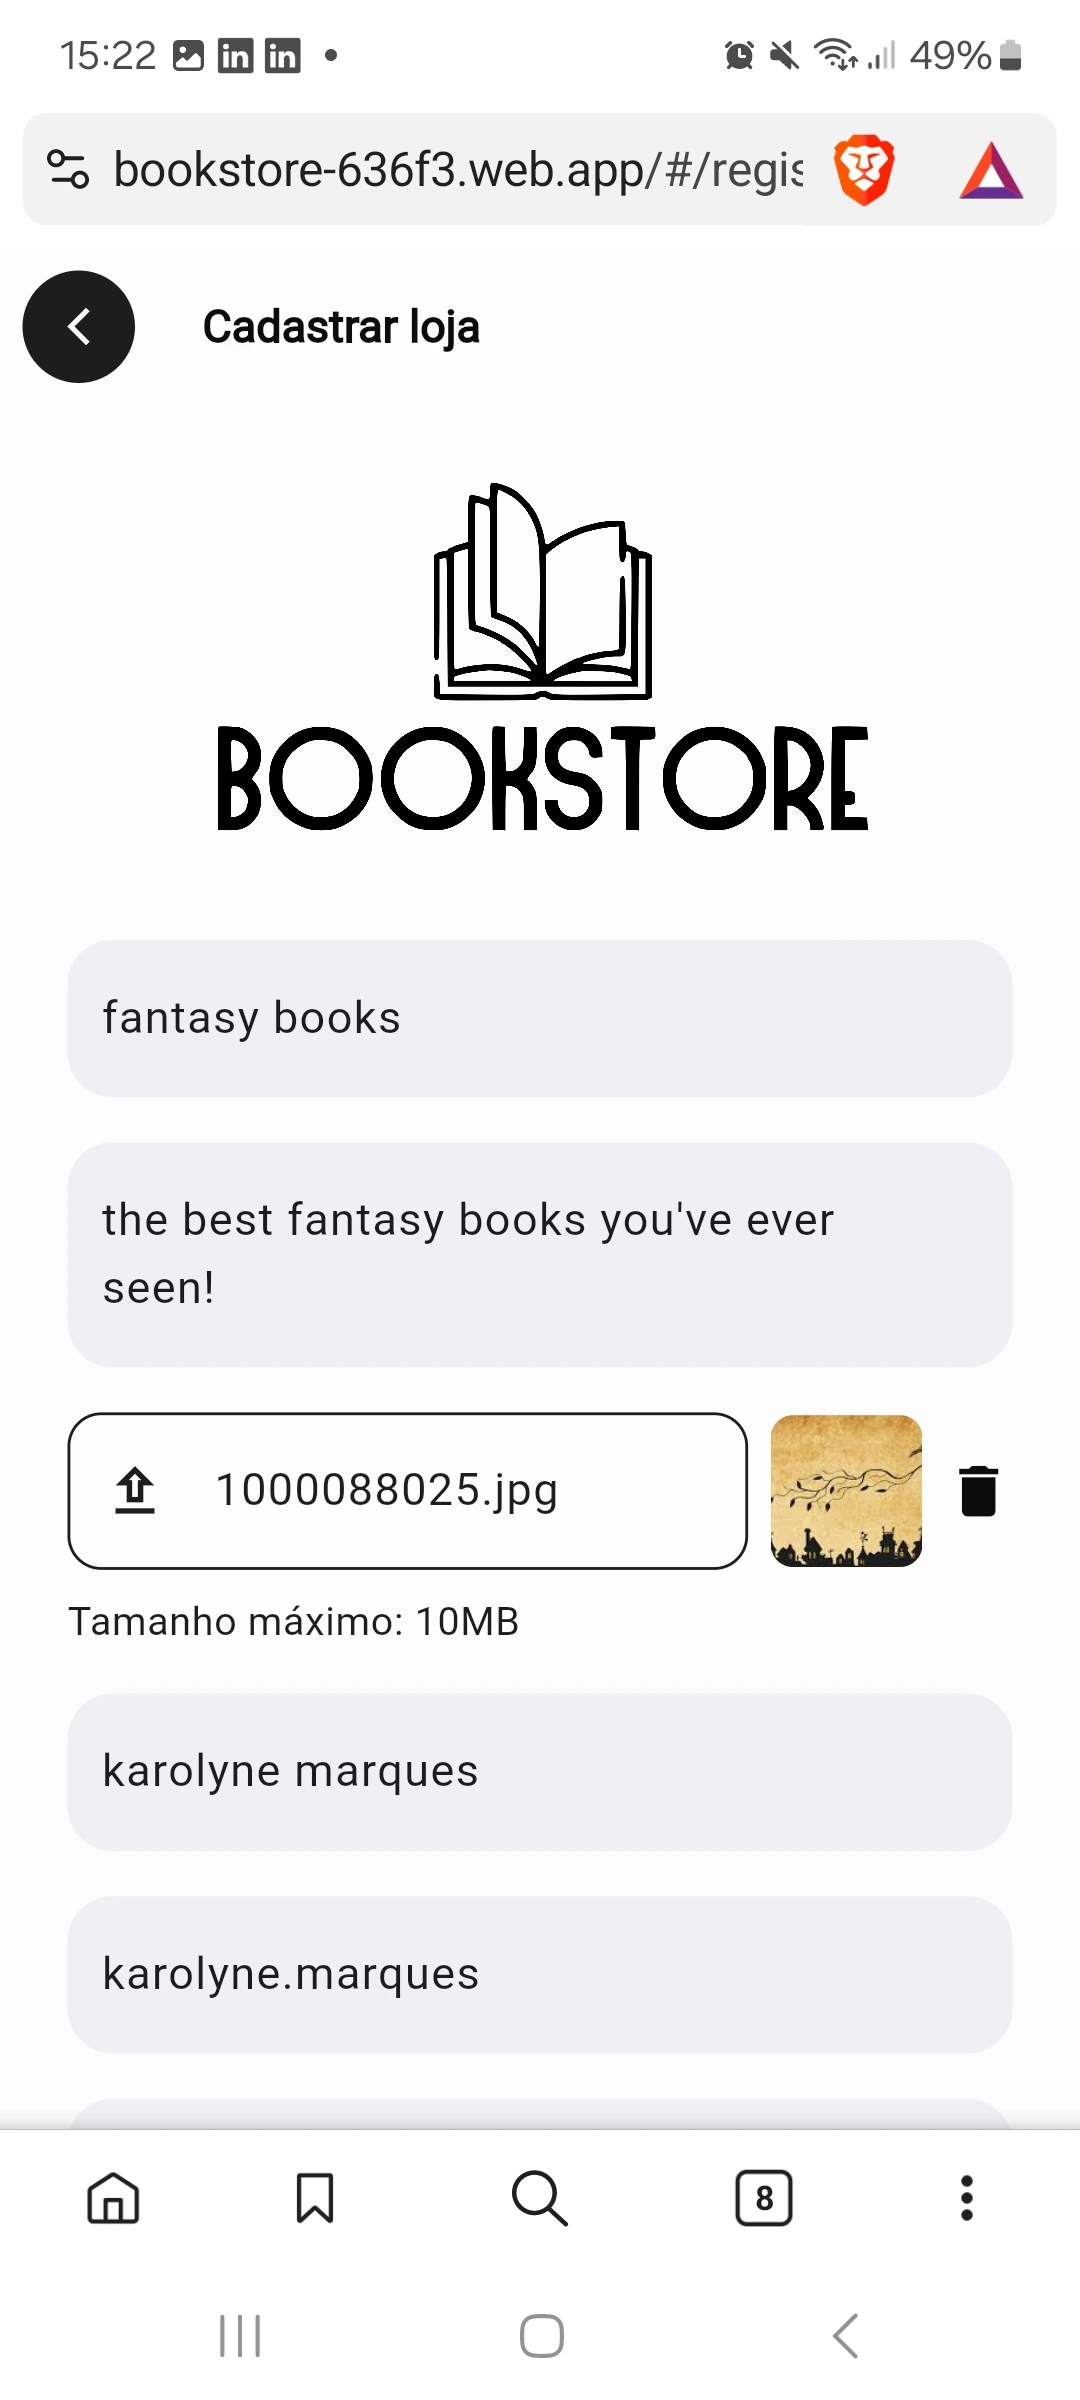 15:22
49%
bookstore-636f3.web.app/#/regis
Cadastrar loja
BOOKSTORE
fantasy books
the best fantasy books you've ever
seen!
1000088025.jpg
Tamanho máximo: 10MB
karolyne marques
karolyne.marques
8